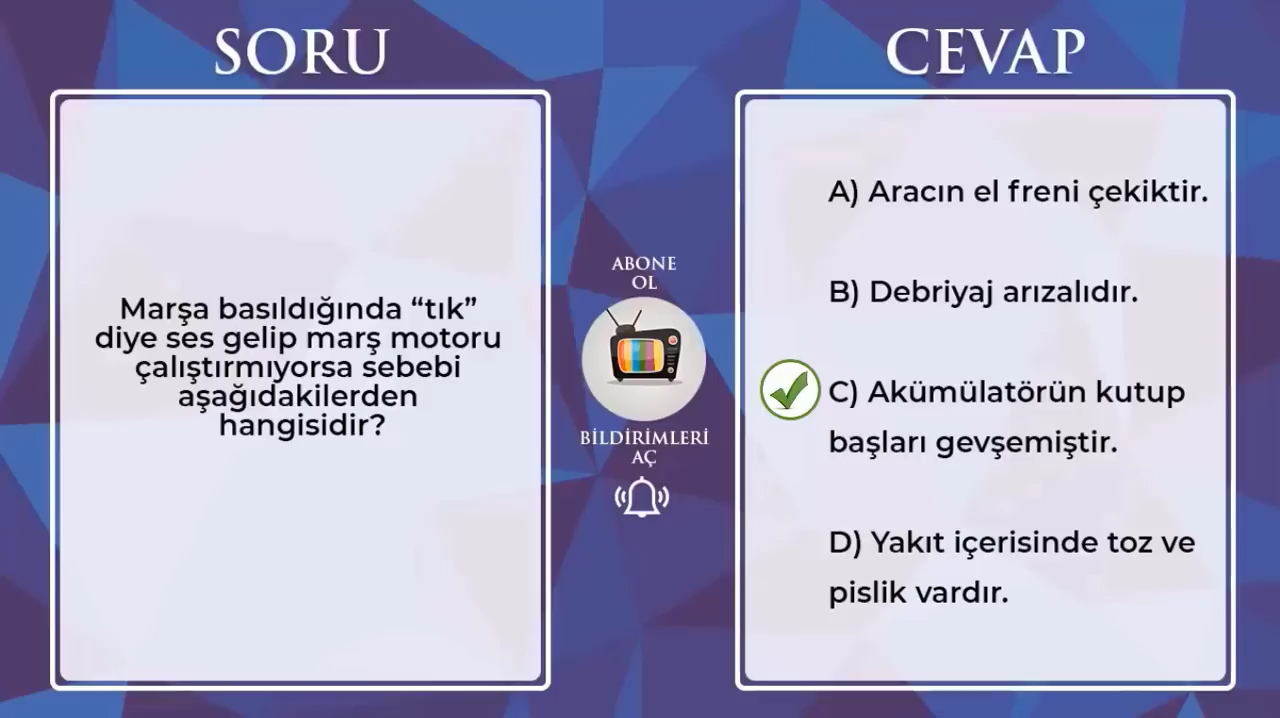 SORU
Marşa basıldığında “tık”
diye ses gelip marş motoru
çalıştırmıyorsa sebebi
aşağıdakilerden
hangisidir?
ABONE
OL
BİLDİRİMLERİ
AÇ
CEVAP
A) Aracın el freni çekiktir.
B) Debriyaj arızalıdır.
C) Akümülatörün kutup
başları gevşemiştir.
D) Yakıt içerisinde toz ve
pislik vardır.